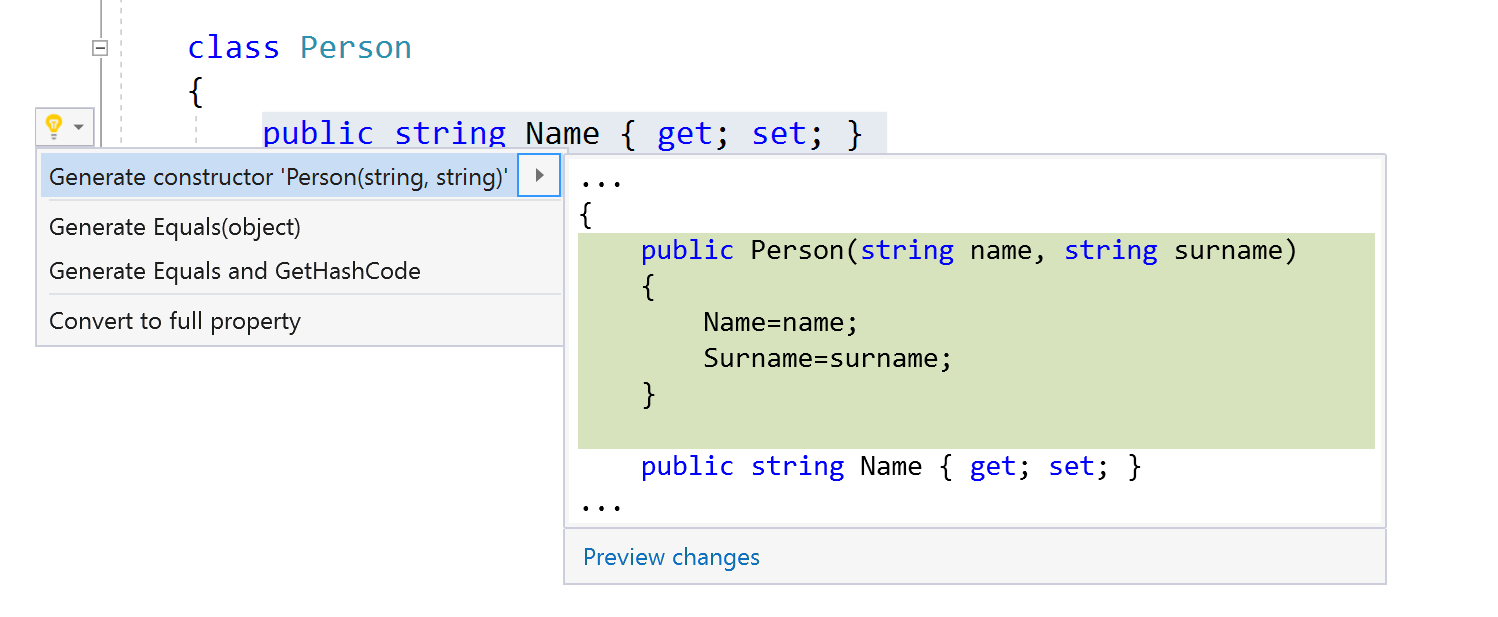 class Person
{
public string Name { get; set; }
Generate constructor 'Person(string, string)'
Generate Equals(object)
Generate Equals and GetHashCode
Convert to full property
...
{
public Person(string name, string surname)
{
Name=name;
Surname=surname;
}
public string Name { get; set; }
...
Preview changes